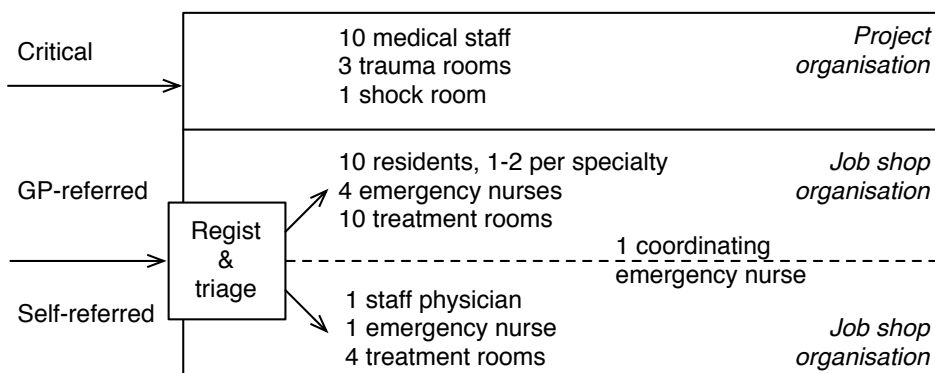 Critical
10 medical staff
3 trauma rooms
1 shock room
Project
organisation
GP-referred
10 residents, 1-2 per specialty
4 emergency nurses
10 treatment rooms
Job shop
organisation
Regist
&
triage
1 coordinating
emergency nurse
Self-referred
1 staff physician
1 emergency nurse
4 treatment rooms
Job shop
organisation